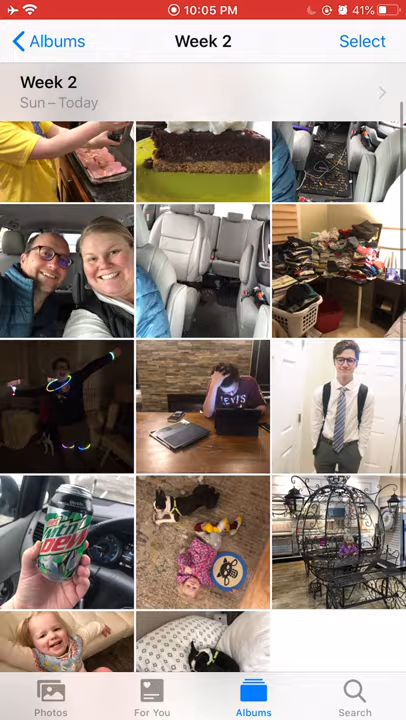 10:05 PM
41%
Albums
Week 2
Select
Week 2
Sun – Today
Mtn
DEW
Photos
For You
Albums
Search